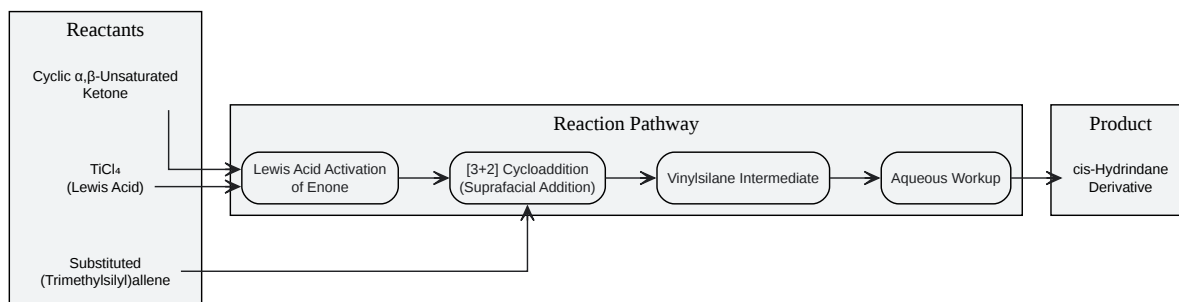 Reactants
Cyclic α,β-Unsaturated
Ketone
TiCl₄
(Lewis Acid)
Substituted
(Trimethylsilyl)allene
Reaction Pathway
Lewis Acid Activation
of Enone
[3+2] Cycloaddition
(Suprafacial Addition)
Vinylsilane Intermediate
Aqueous Workup
Product
cis-Hydrindane
Derivative